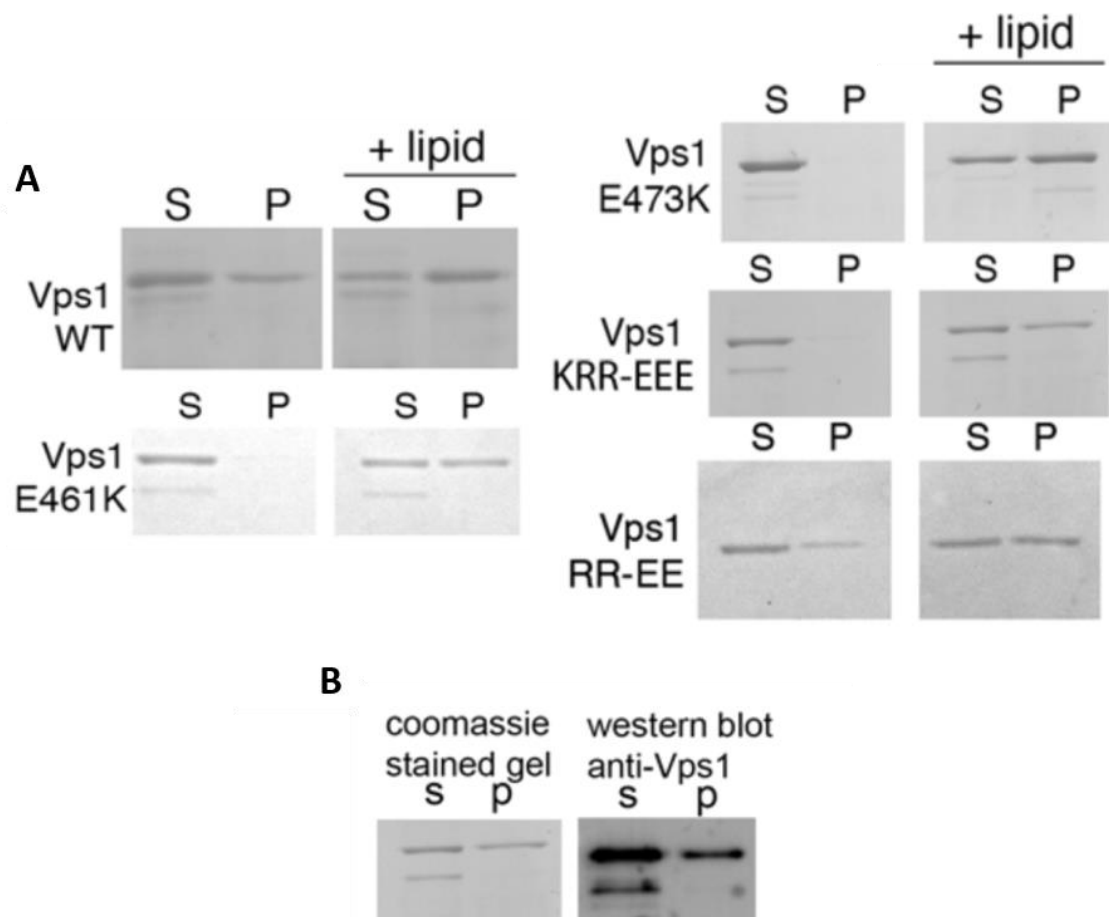 A
+ lipid
S P S P
Vps1
WT
S P S P
Vps1
E461K
+ lipid
S P S P
Vps1
E473K
S P S P
Vps1
KRR-EEE
S P S P
Vps1
RR-EE
B
coomassie
stained gel
s p
western blot
anti-Vps1
s p